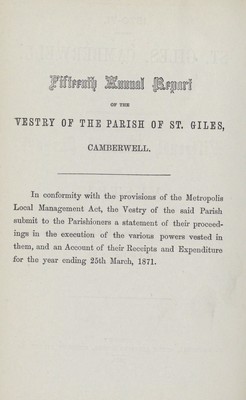 Fifteenth Annual Report
OF THE
VESTRY OF THE PARISH OF ST. GILES,
CAMBERWELL.
In conformity with the provisions of the Metropolis
Local Management Act, the Vestry of the said Parish
submit to the Parishioners a statement of their proceed-
ings in the execution of the various powers vested in
them, and an Account of their Receipts and Expenditure
for the year ending 25th March, 1871.